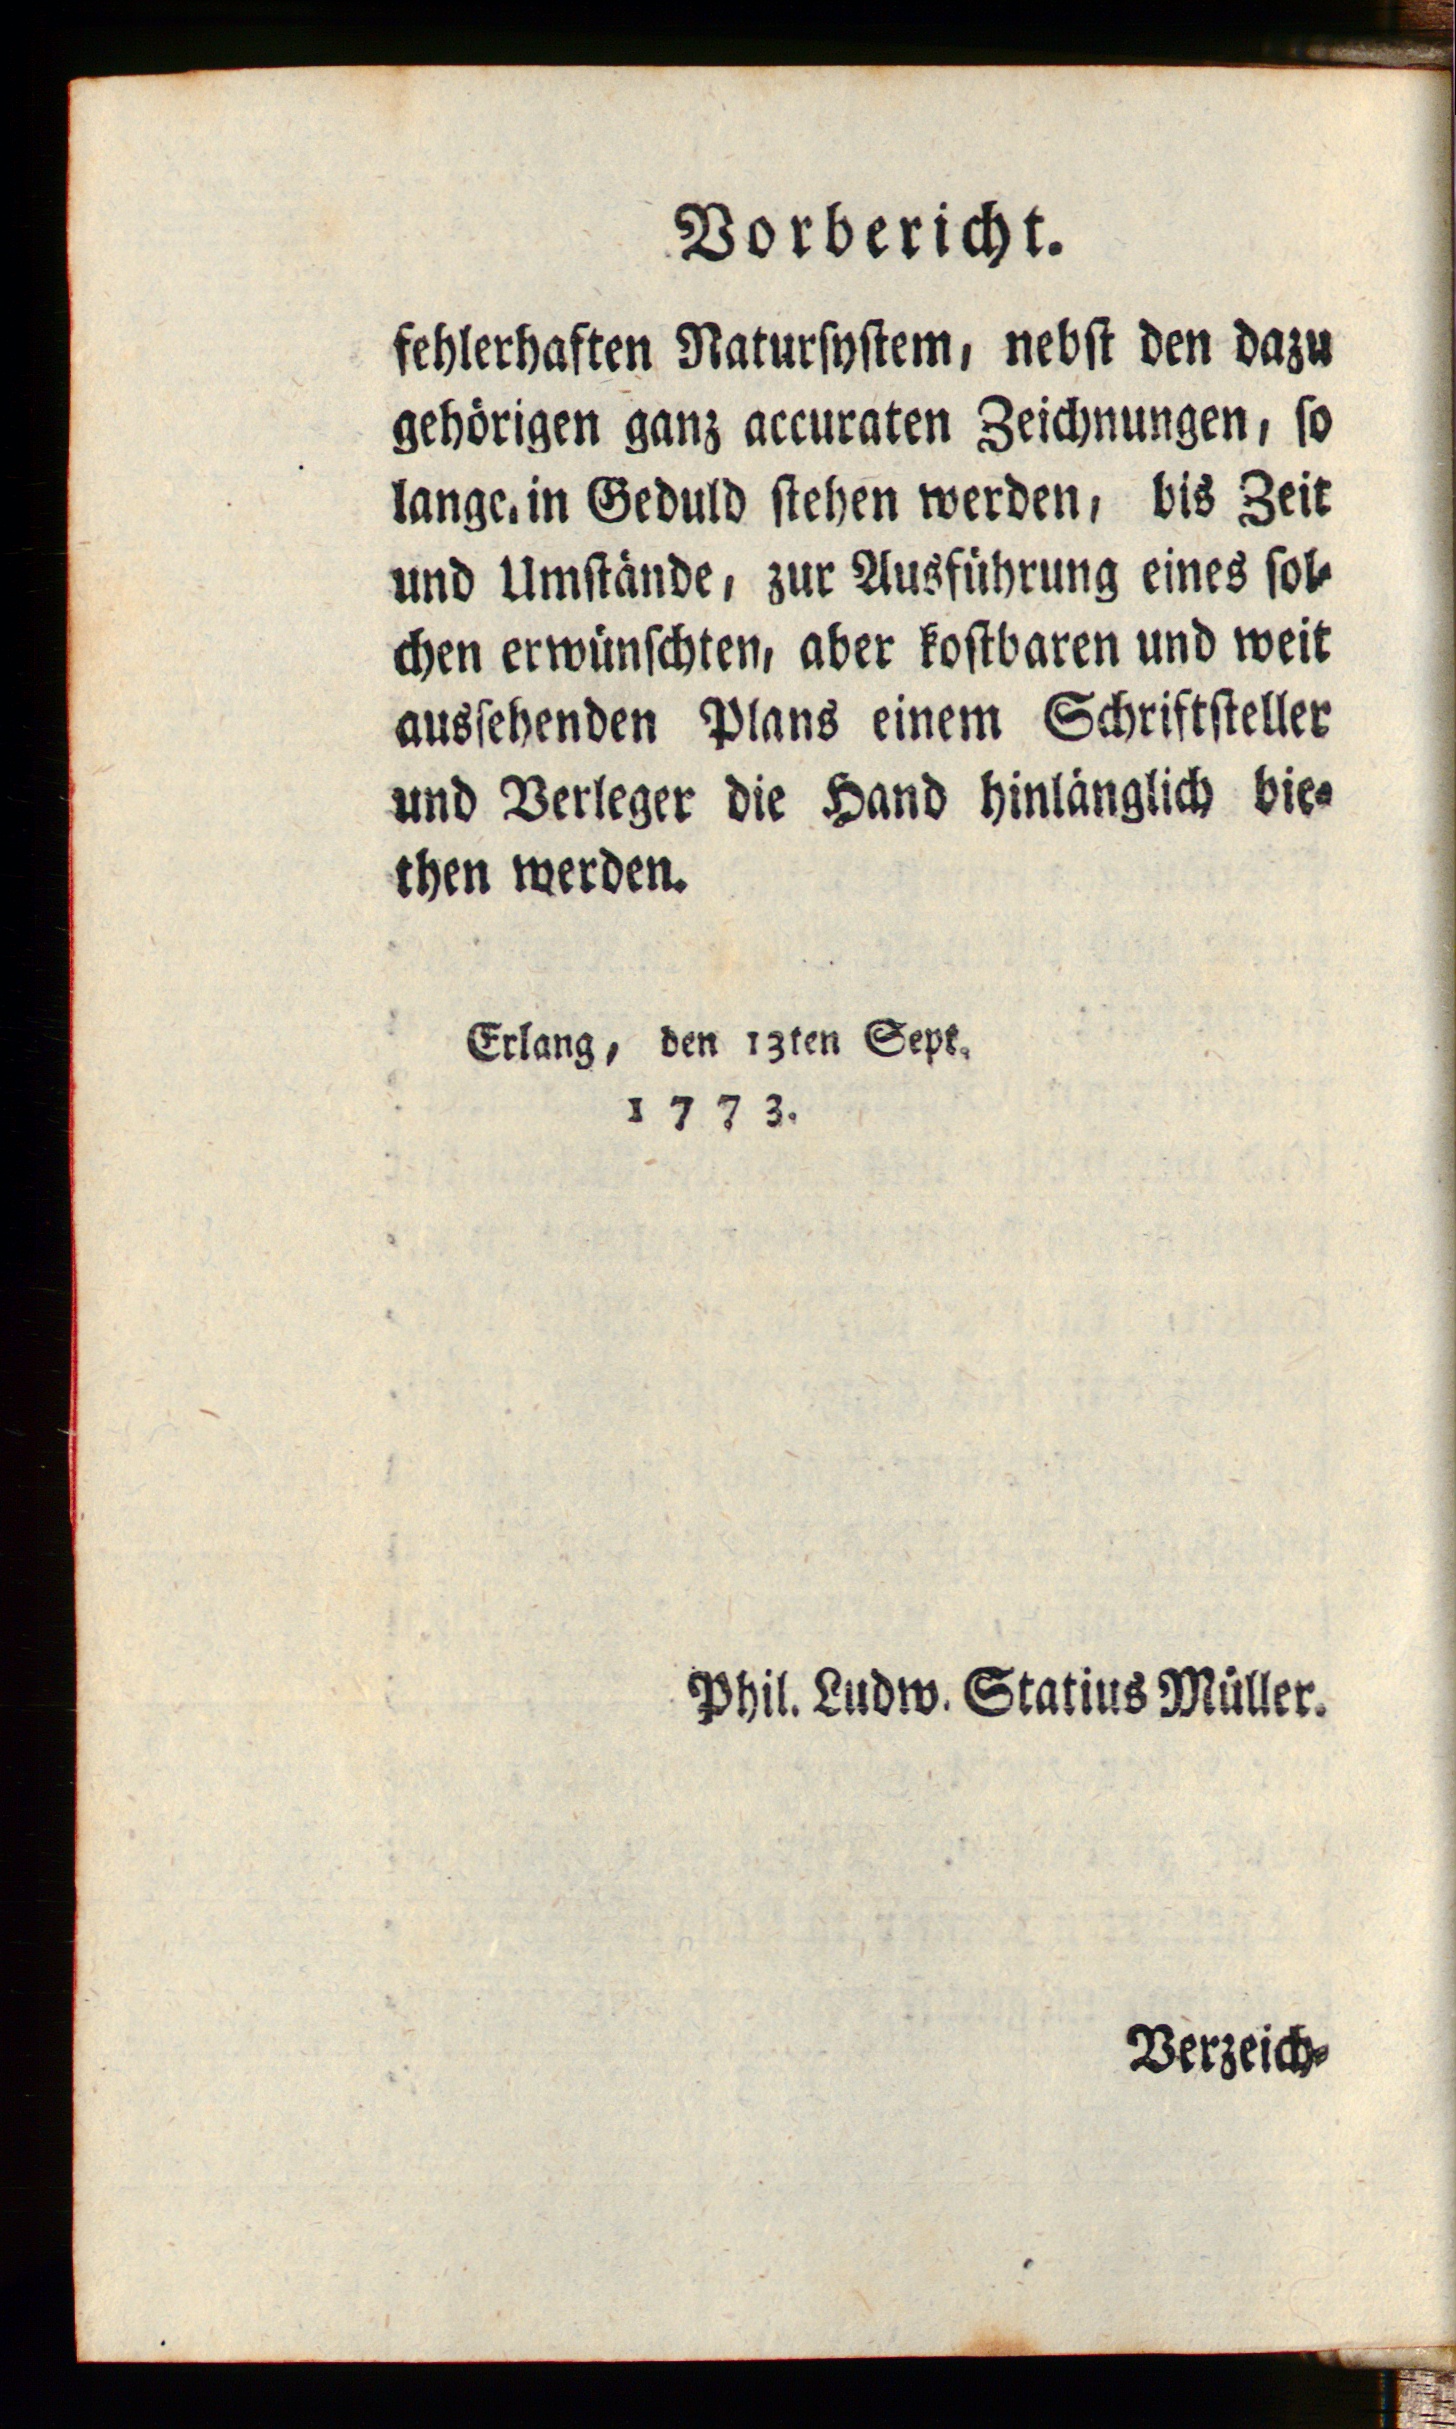 Vorbericht.
fehlerhaften Naturſyſtem, nebſt den dazu
gehörigen ganz accuraten Zeichnungen, ſo
lange in Geduld ſtehen werden, bis Zeit
und Umſtände, zur Ausführung eines ſol-
chen erwünſchten, aber koſtbaren und weit
ausſehenden Plans einem Schriftſteller
und Verleger die Hand hinlänglich bie-
then werden.
Erlang, den 13ten Sept.
1773.
Phil. Ludw. Statius Müller.
Verzeich-